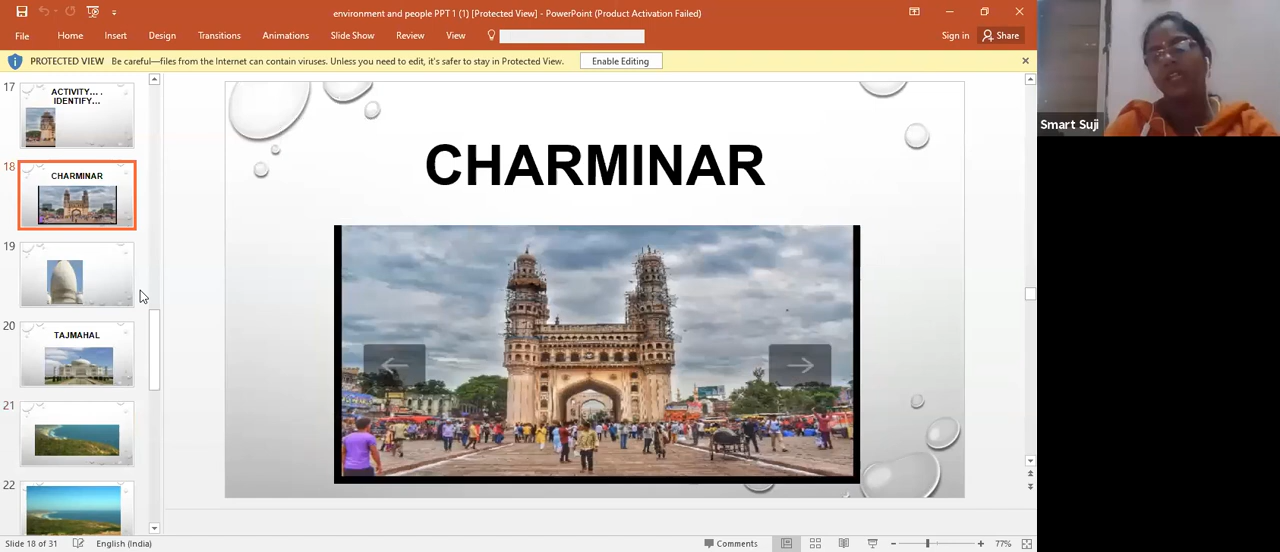 environment and people PPT 1 (1) [Protected View] - PowerPoint (Product Activation Failed)
File Home Insert Design Transitions Animations Slide Show Review View Sign in Share
PROTECTED VIEW Be careful—files from the Internet can contain viruses. Unless you need to edit, it's safer to stay in Protected View. Enable Editing
17
ACTIVITY... .
IDENTIFY...
18
CHARMINAR
19
20
TAJMAHAL
21
22
CHARMINAR
Smart Suji
Slide 18 of 31 English (India) Comments 77%